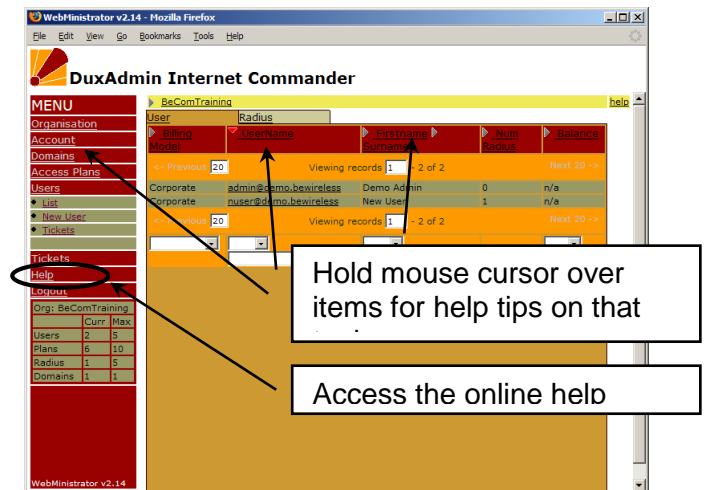 WebMinistrator v2.14 - Mozilla Firefox
File Edit View Go Bookmarks Tools Help
DuxAdmin Internet Commander
MENU
Organisation
Account
Domains
Access Plans
Users
List
New User
Tickets
Tickets
Help
Logout
Org: BeComTraining
Curr Max
Users 2 5
Plans 6 10
Radius 1 5
Domains 1 1
WebMinistrator v2.14
BeComTraining help
User Radius
Billing Model UserName Firstname Surname Num Radius Balance
<- Previous 20 Viewing records 1 - 2 of 2 Next 20 ->
Corporate admin@demo.bewireless Demo Admin 0 n/a
Corporate nuser@demo.bewireless New User 1 n/a
<- Previous 20 Viewing records 1 - 2 of 2 Next 20 ->
Hold mouse cursor over
items for help tips on that
Access the online help